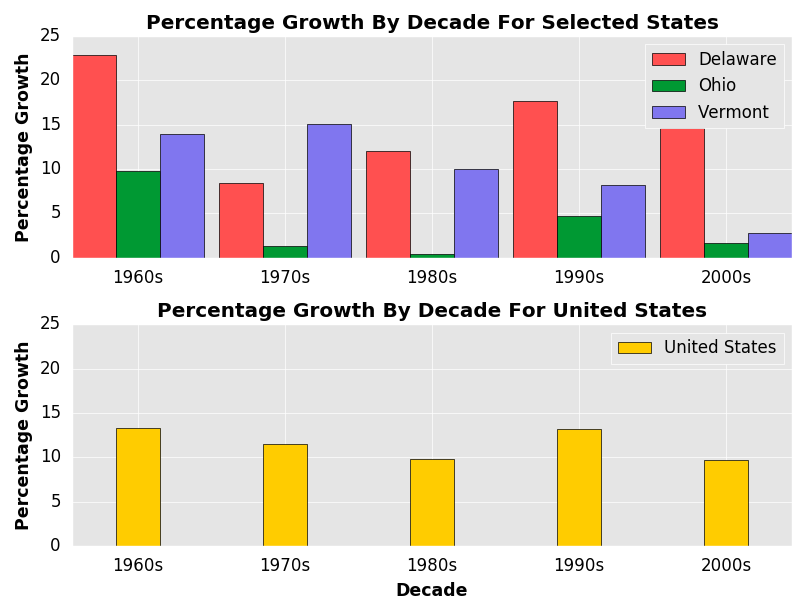 Percentage Growth By Decade For Selected States
Percentage Growth
25
20
15
10
5
0
Delaware
Ohio
Vermont
1960s 1970s 1980s 1990s 2000s
Percentage Growth By Decade For United States
Percentage Growth
25
20
15
10
5
0
United States
1960s 1970s 1980s 1990s 2000s
Decade